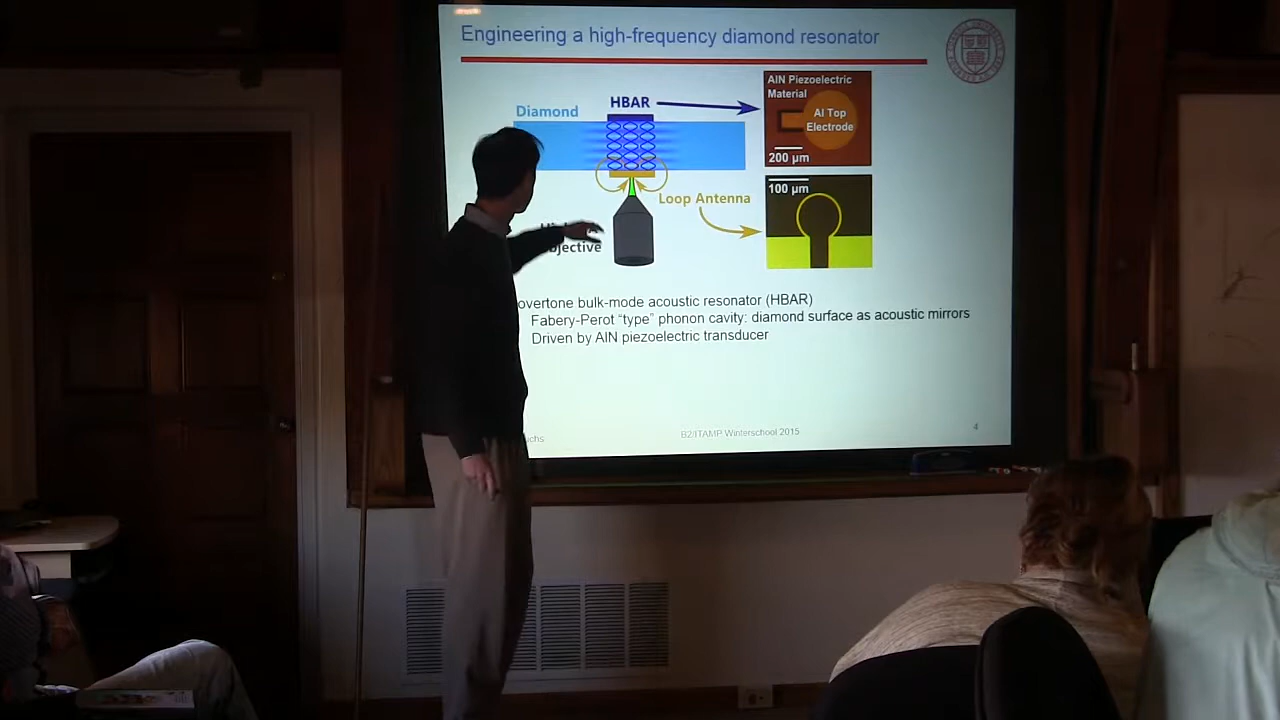 Engineering a high-frequency diamond resonator
Diamond
HBAR
AlN Piezoelectric
Material
Al Top
Electrode
200 µm
100 µm
Loop Antenna
overtone bulk-mode acoustic resonator (HBAR)
Fabery-Perot “type” phonon cavity: diamond surface as acoustic mirrors
Driven by AlN piezoelectric transducer
B2/ITAMP Winterschool 2015
4